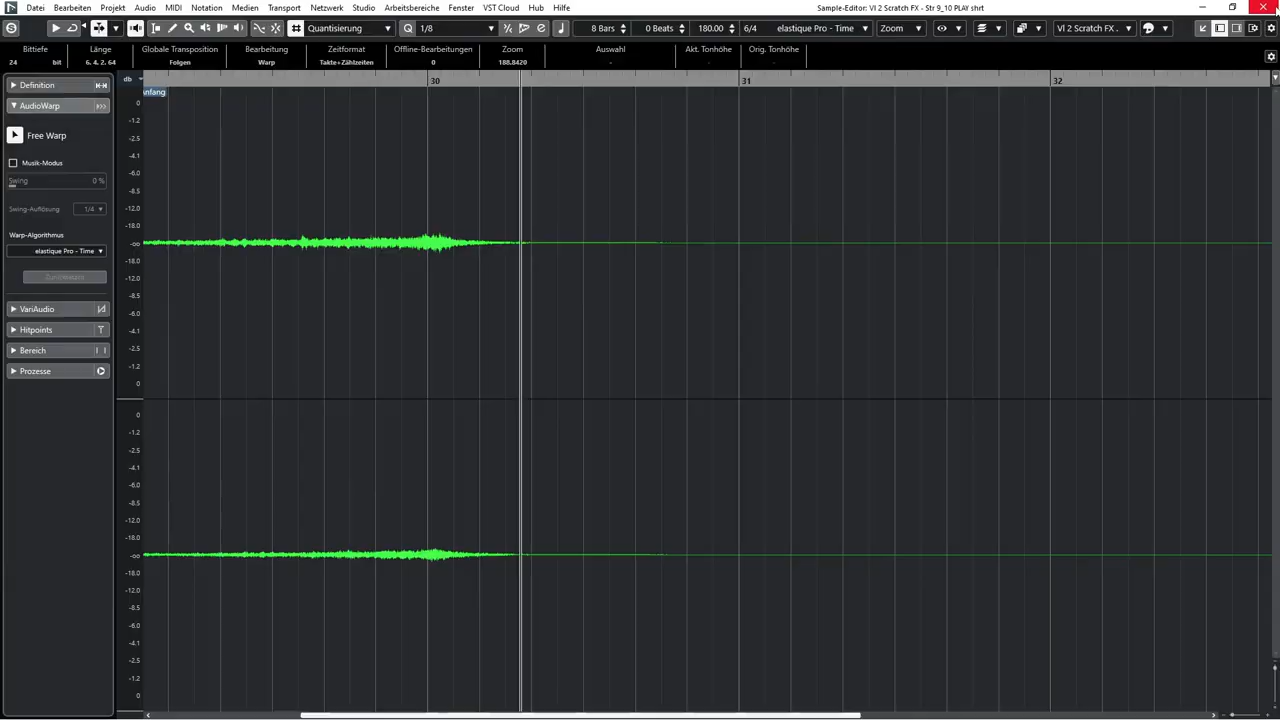 Datei Bearbeiten Projekt Audio MIDI Notation Medien Transport Netzwerk Studio Arbeitsbereiche Fenster VST Cloud Hub Hilfe Sample-Editor: Vl 2 Scratch FX - Str 9_10 PLAY shrt
Quantisierung Q 1/8 8 Bars 0 Beats 180.00 6/4 elastique Pro - Time Zoom Vl 2 Scratch FX .
Bittiefe Länge Globale Transposition Bearbeitung Zeitformat Offline-Bearbeitungen Zoom Auswahl Akt. Tonhöhe Orig. Tonhöhe
24 bit 6. 4. 2. 64 Folgen Warp Takte+Zählzeiten 0 188.8420 - - -
db 30 31 32
nfang
Definition
AudioWarp
Free Warp
Musik-Modus
Swing 0 %
Swing-Auflösung 1/4
Warp-Algorithmus
elastique Pro - Time
VariAudio
Hitpoints
Bereich
Prozesse
0
-1.2
-2.5
-4.1
-6.0
-8.5
-12.0
-18.0
-oo
-18.0
-12.0
-8.5
-6.0
-4.1
-2.5
-1.2
0
0
-1.2
-2.5
-4.1
-6.0
-8.5
-12.0
-18.0
-oo
-18.0
-12.0
-8.5
-6.0
-4.1
-2.5
-1.2
0